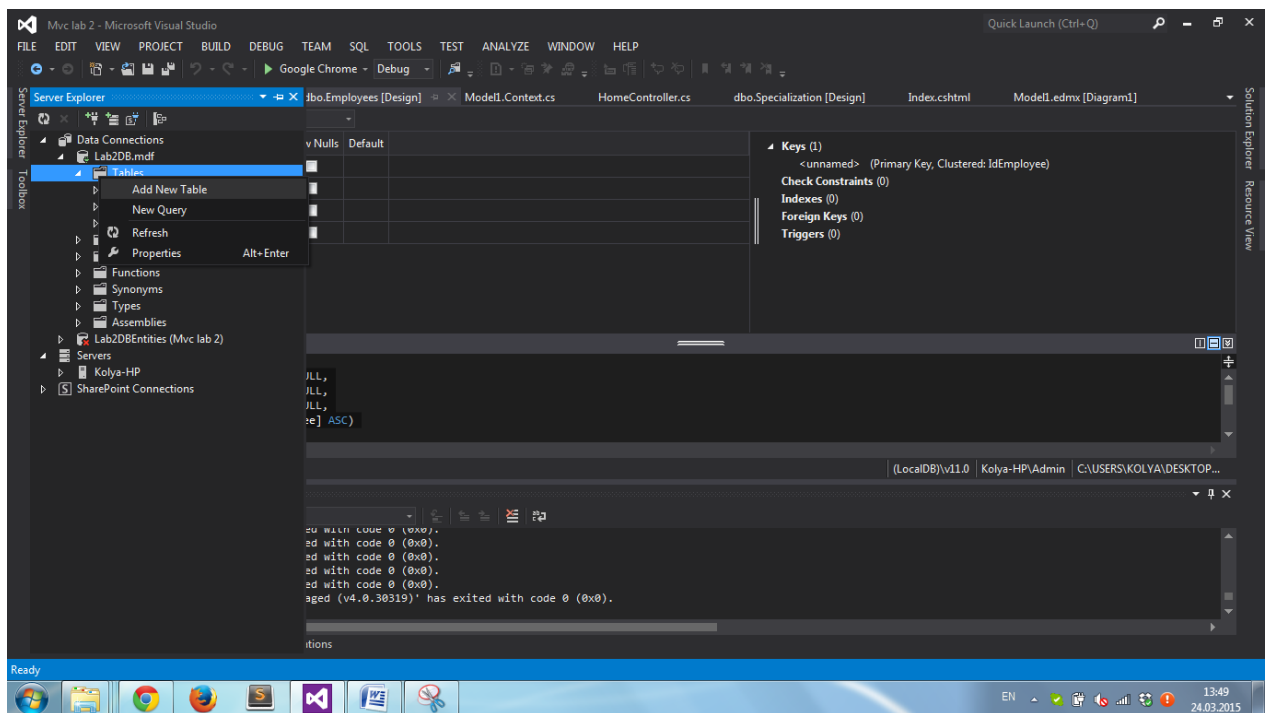 Mvc lab 2 - Microsoft Visual Studio
Quick Launch (Ctrl+Q)
FILE EDIT VIEW PROJECT BUILD DEBUG TEAM SQL TOOLS TEST ANALYZE WINDOW HELP
Google Chrome Debug
Server Explorer
Toolbox
Server Explorer
dbo.Employees [Design] Model1.Context.cs HomeController.cs dbo.Specialization [Design] Index.cshtml Model1.edmx [Diagram1]
Solution Explorer
Resource View
Data Connections
Lab2DB.mdf
Tables
Add New Table
New Query
Refresh
Properties Alt+Enter
Functions
Synonyms
Types
Assemblies
Lab2DBEntities (Mvc lab 2)
Servers
Kolya-HP
SharePoint Connections
v Nulls Default
Keys (1)
<unnamed> (Primary Key, Clustered: IdEmployee)
Check Constraints (0)
Indexes (0)
Foreign Keys (0)
Triggers (0)
JLL,
JLL,
JLL,
ee] ASC)
(LocalDB)\v11.0 Kolya-HP\Admin C:\USERS\KOLYA\DESKTOP...
ed with code 0 (0x0).
ed with code 0 (0x0).
ed with code 0 (0x0).
ed with code 0 (0x0).
ed with code 0 (0x0).
aged (v4.0.30319)' has exited with code 0 (0x0).
tions
Ready
EN
13:49
24.03.2015